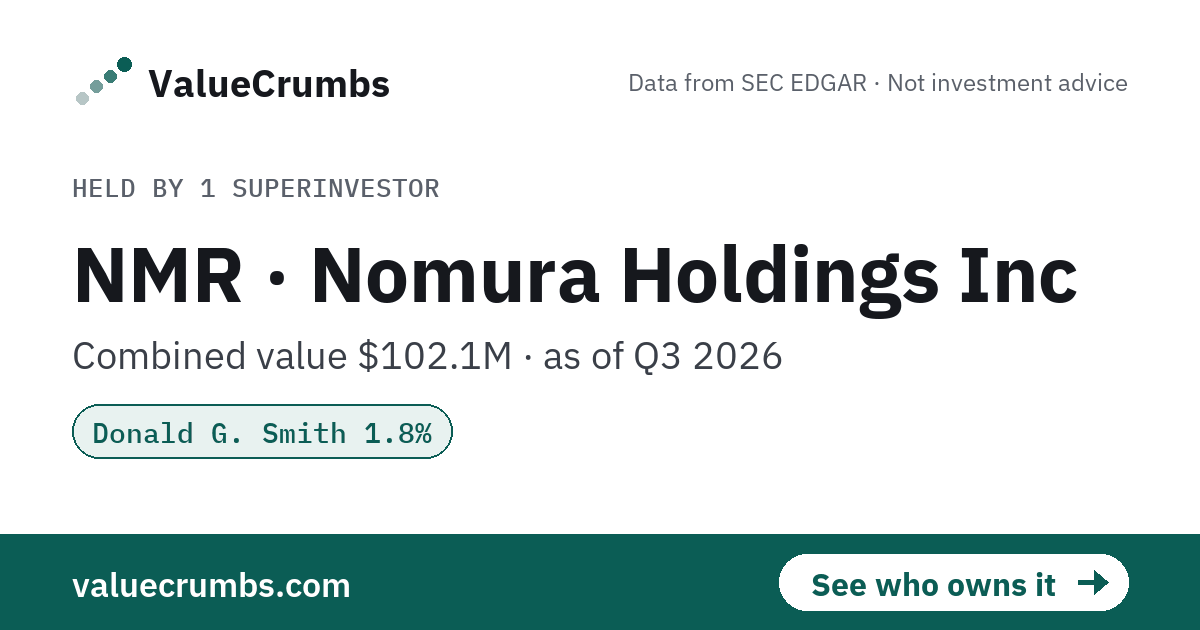 ValueCrumbs
Data from SEC EDGAR · Not investment advice
HELD BY 1 SUPERINVESTOR
NMR · Nomura Holdings Inc
Combined value $102.1M · as of Q3 2026
Donald G. Smith 1.8%
valuecrumbs.com
See who owns it →